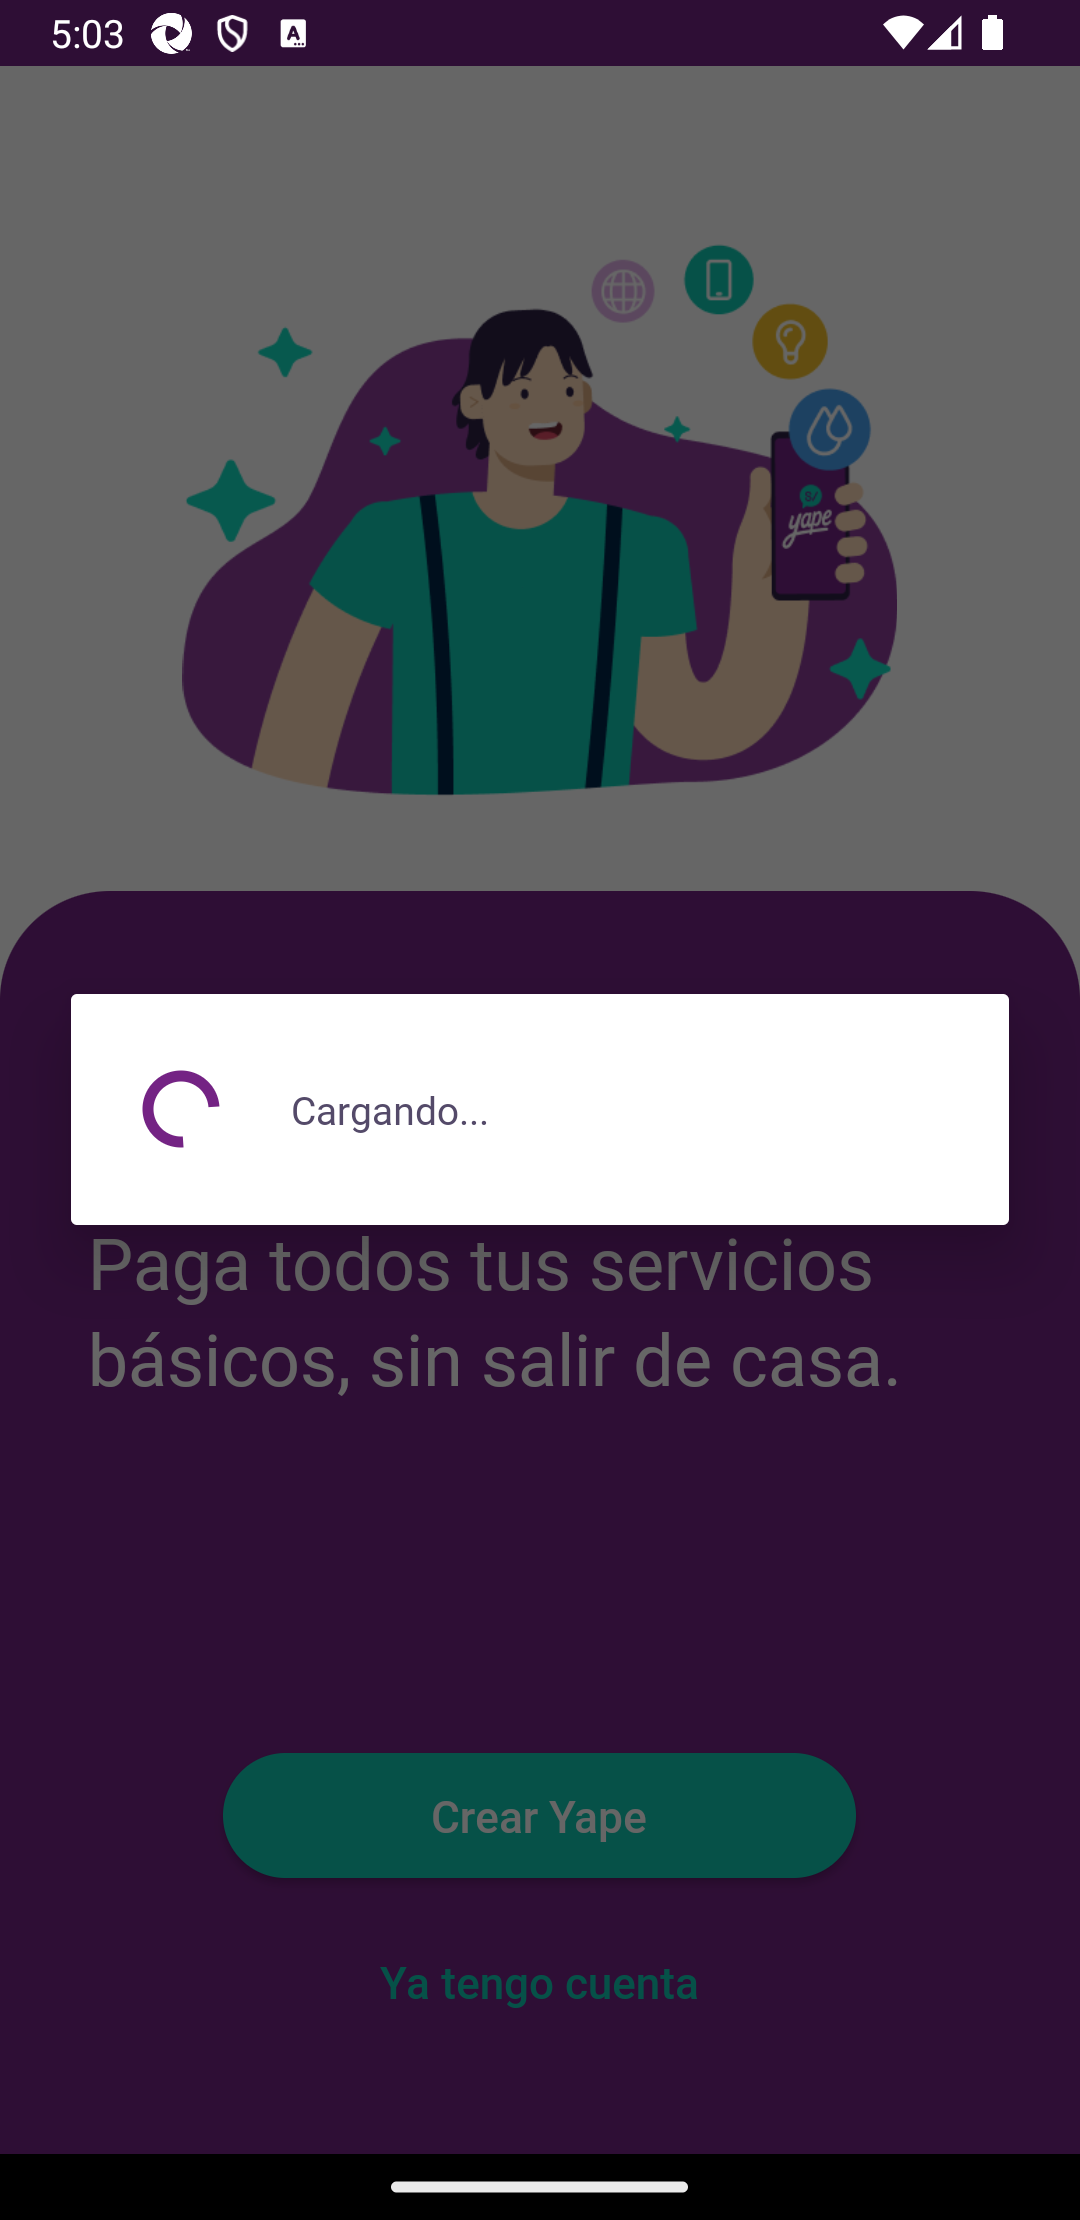 5:03
A
S/
yape
Cargando...
Paga todos tus servicios
básicos, sin salir de casa.
Crear Yape
Ya tengo cuenta